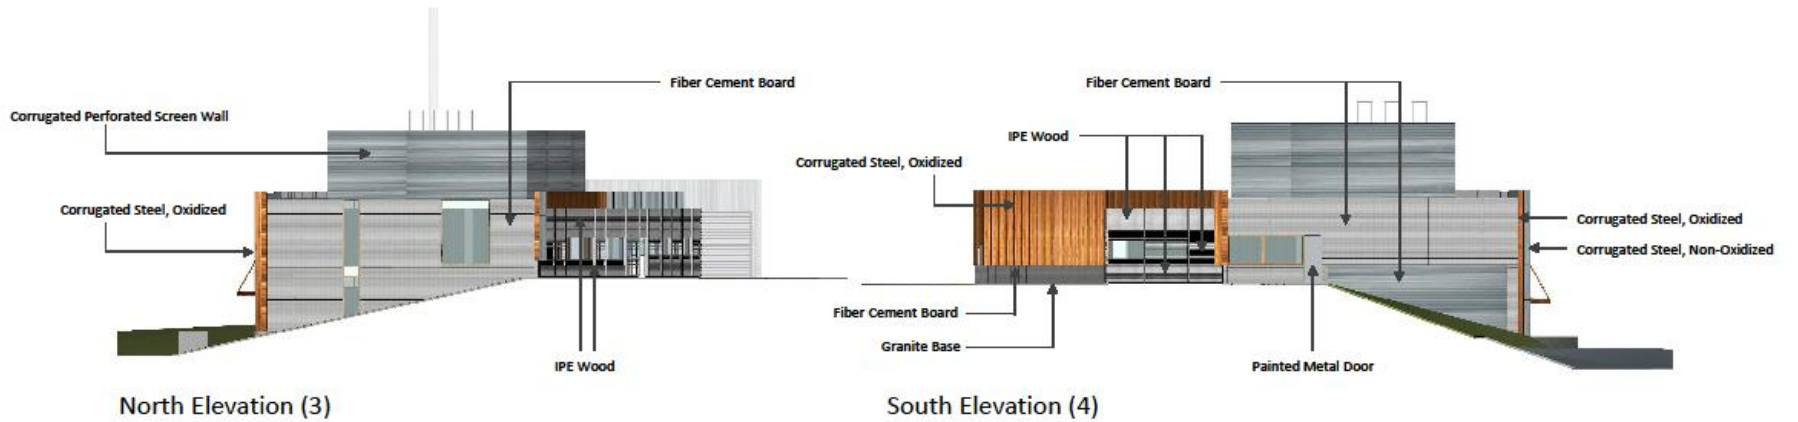 Fiber Cement Board
Corrugated Perforated Screen Wall
Corrugated Steel, Oxidized
IPE Wood
North Elevation (3)
Fiber Cement Board
IPE Wood
Corrugated Steel, Oxidized
Corrugated Steel, Oxidized
Corrugated Steel, Non-Oxidized
Fiber Cement Board
Granite Base
Painted Metal Door
South Elevation (4)